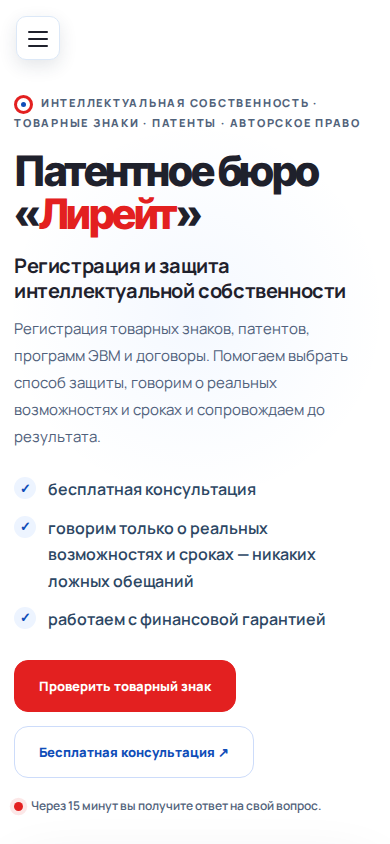 ИНТЕЛЛЕКТУАЛЬНАЯ СОБСТВЕННОСТЬ ·
ТОВАРНЫЕ ЗНАКИ · ПАТЕНТЫ · АВТОРСКОЕ ПРАВО
Патентное бюро
«Лирейт»
Регистрация и защита
интеллектуальной собственности
Регистрация товарных знаков, патентов,
программ ЭВМ и договоры. Помогаем выбрать
способ защиты, говорим о реальных
возможностях и сроках и сопровождаем до
результата.
✓ бесплатная консультация
✓ говорим только о реальных
возможностях и сроках — никаких
ложных обещаний
✓ работаем с финансовой гарантией
Проверить товарный знак
Бесплатная консультация ↗
Через 15 минут вы получите ответ на свой вопрос.